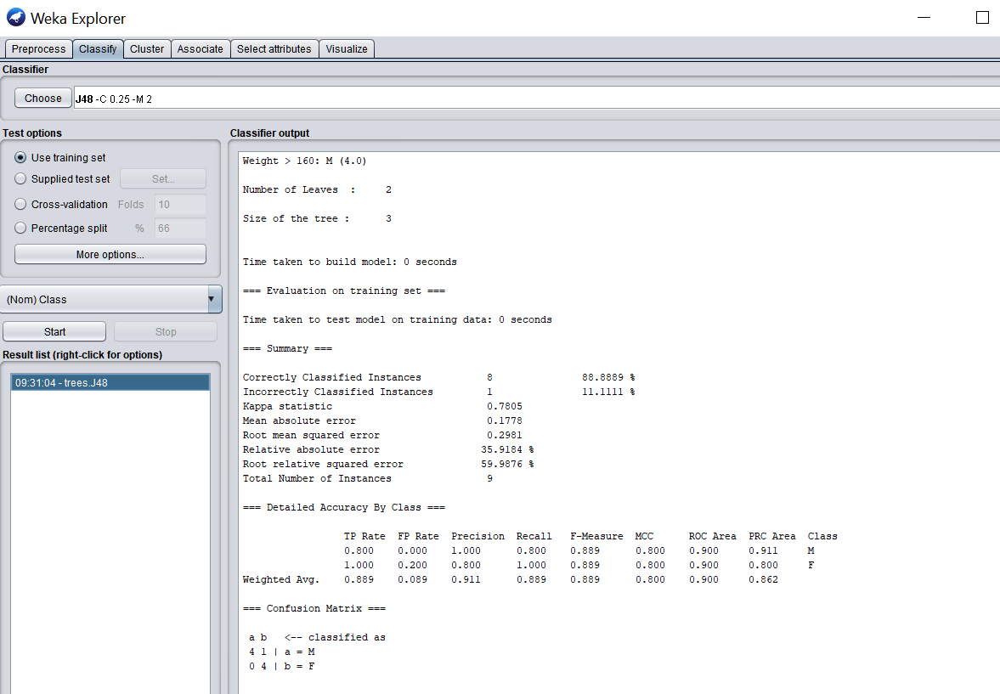 Weka Explorer
Preprocess Classify Cluster Associate Select attributes Visualize
Classifier
Choose J48 -C 0.25 -M 2
Test options
Use training set
Supplied test set Set...
Cross-validation Folds 10
Percentage split % 66
More options...
(Nom) Class
Start Stop
Result list (right-click for options)
09:31:04 - trees.J48
Classifier output
Weight > 160: M (4.0)
Number of Leaves : 2
Size of the tree : 3
Time taken to build model: 0 seconds
=== Evaluation on training set ===
Time taken to test model on training data: 0 seconds
=== Summary ===
Correctly Classified Instances 8 88.8889 %
Incorrectly Classified Instances 1 11.1111 %
Kappa statistic 0.7805
Mean absolute error 0.1778
Root mean squared error 0.2981
Relative absolute error 35.9184 %
Root relative squared error 59.9876 %
Total Number of Instances 9
=== Detailed Accuracy By Class ===
TP Rate FP Rate Precision Recall F-Measure MCC ROC Area PRC Area Class
0.800 0.000 1.000 0.800 0.889 0.800 0.900 0.911 M
1.000 0.200 0.800 1.000 0.889 0.800 0.900 0.800 F
Weighted Avg. 0.889 0.089 0.911 0.889 0.889 0.800 0.900 0.862
=== Confusion Matrix ===
a b <-- classified as
4 1 | a = M
0 4 | b = F